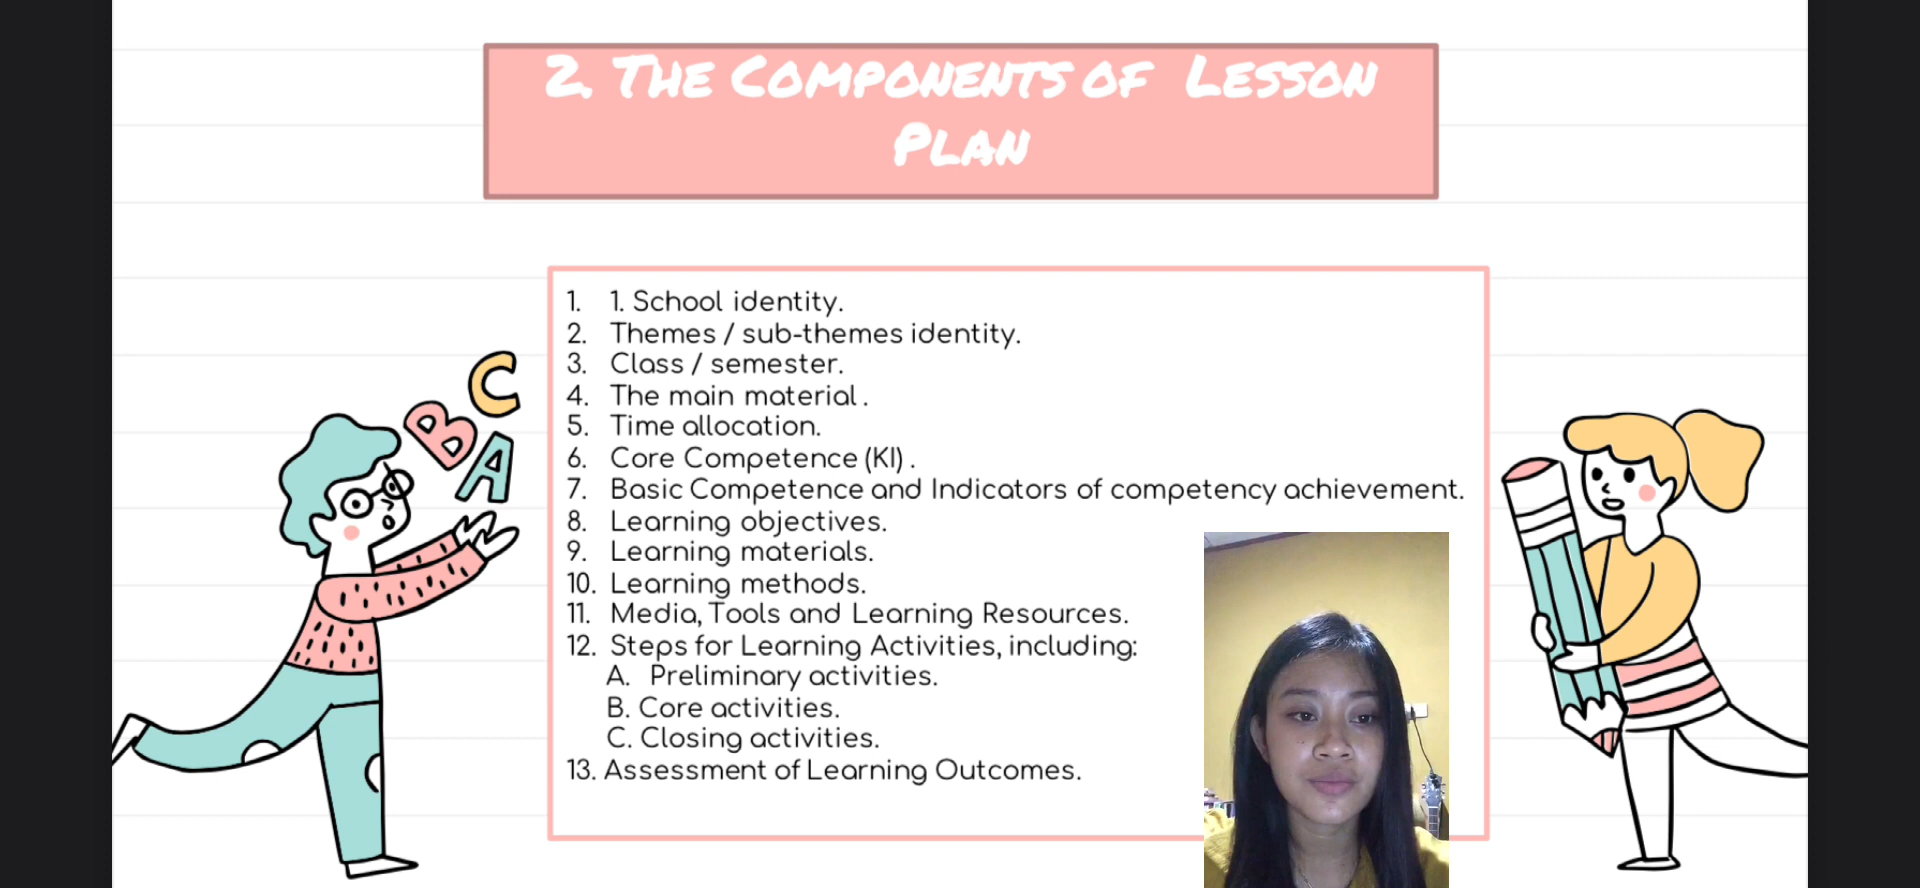 2. The Components of Lesson
Plan
C
B
A
1. 1. School identity.
2. Themes / sub-themes identity.
3. Class / semester.
4. The main material .
5. Time allocation.
6. Core Competence (KI) .
7. Basic Competence and Indicators of competency achievement.
8. Learning objectives.
9. Learning materials.
10. Learning methods.
11. Media, Tools and Learning Resources.
12. Steps for Learning Activities, including:
A. Preliminary activities.
B. Core activities.
C. Closing activities.
13. Assessment of Learning Outcomes.